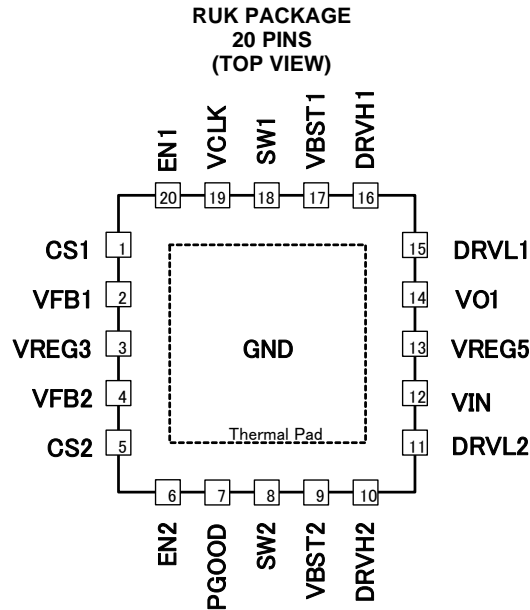 RUK PACKAGE
20 PINS
(TOP VIEW)
EN1
VCLK
SW1
VBST1
DRVH1
20
19
18
17
16
CS1 1
15 DRVL1
VFB1 2
14 VO1
VREG3 3
GND
13 VREG5
VFB2 4
12 VIN
CS2 5
Thermal Pad
11 DRVL2
6
7
8
9
10
EN2
PGOOD
SW2
VBST2
DRVH2